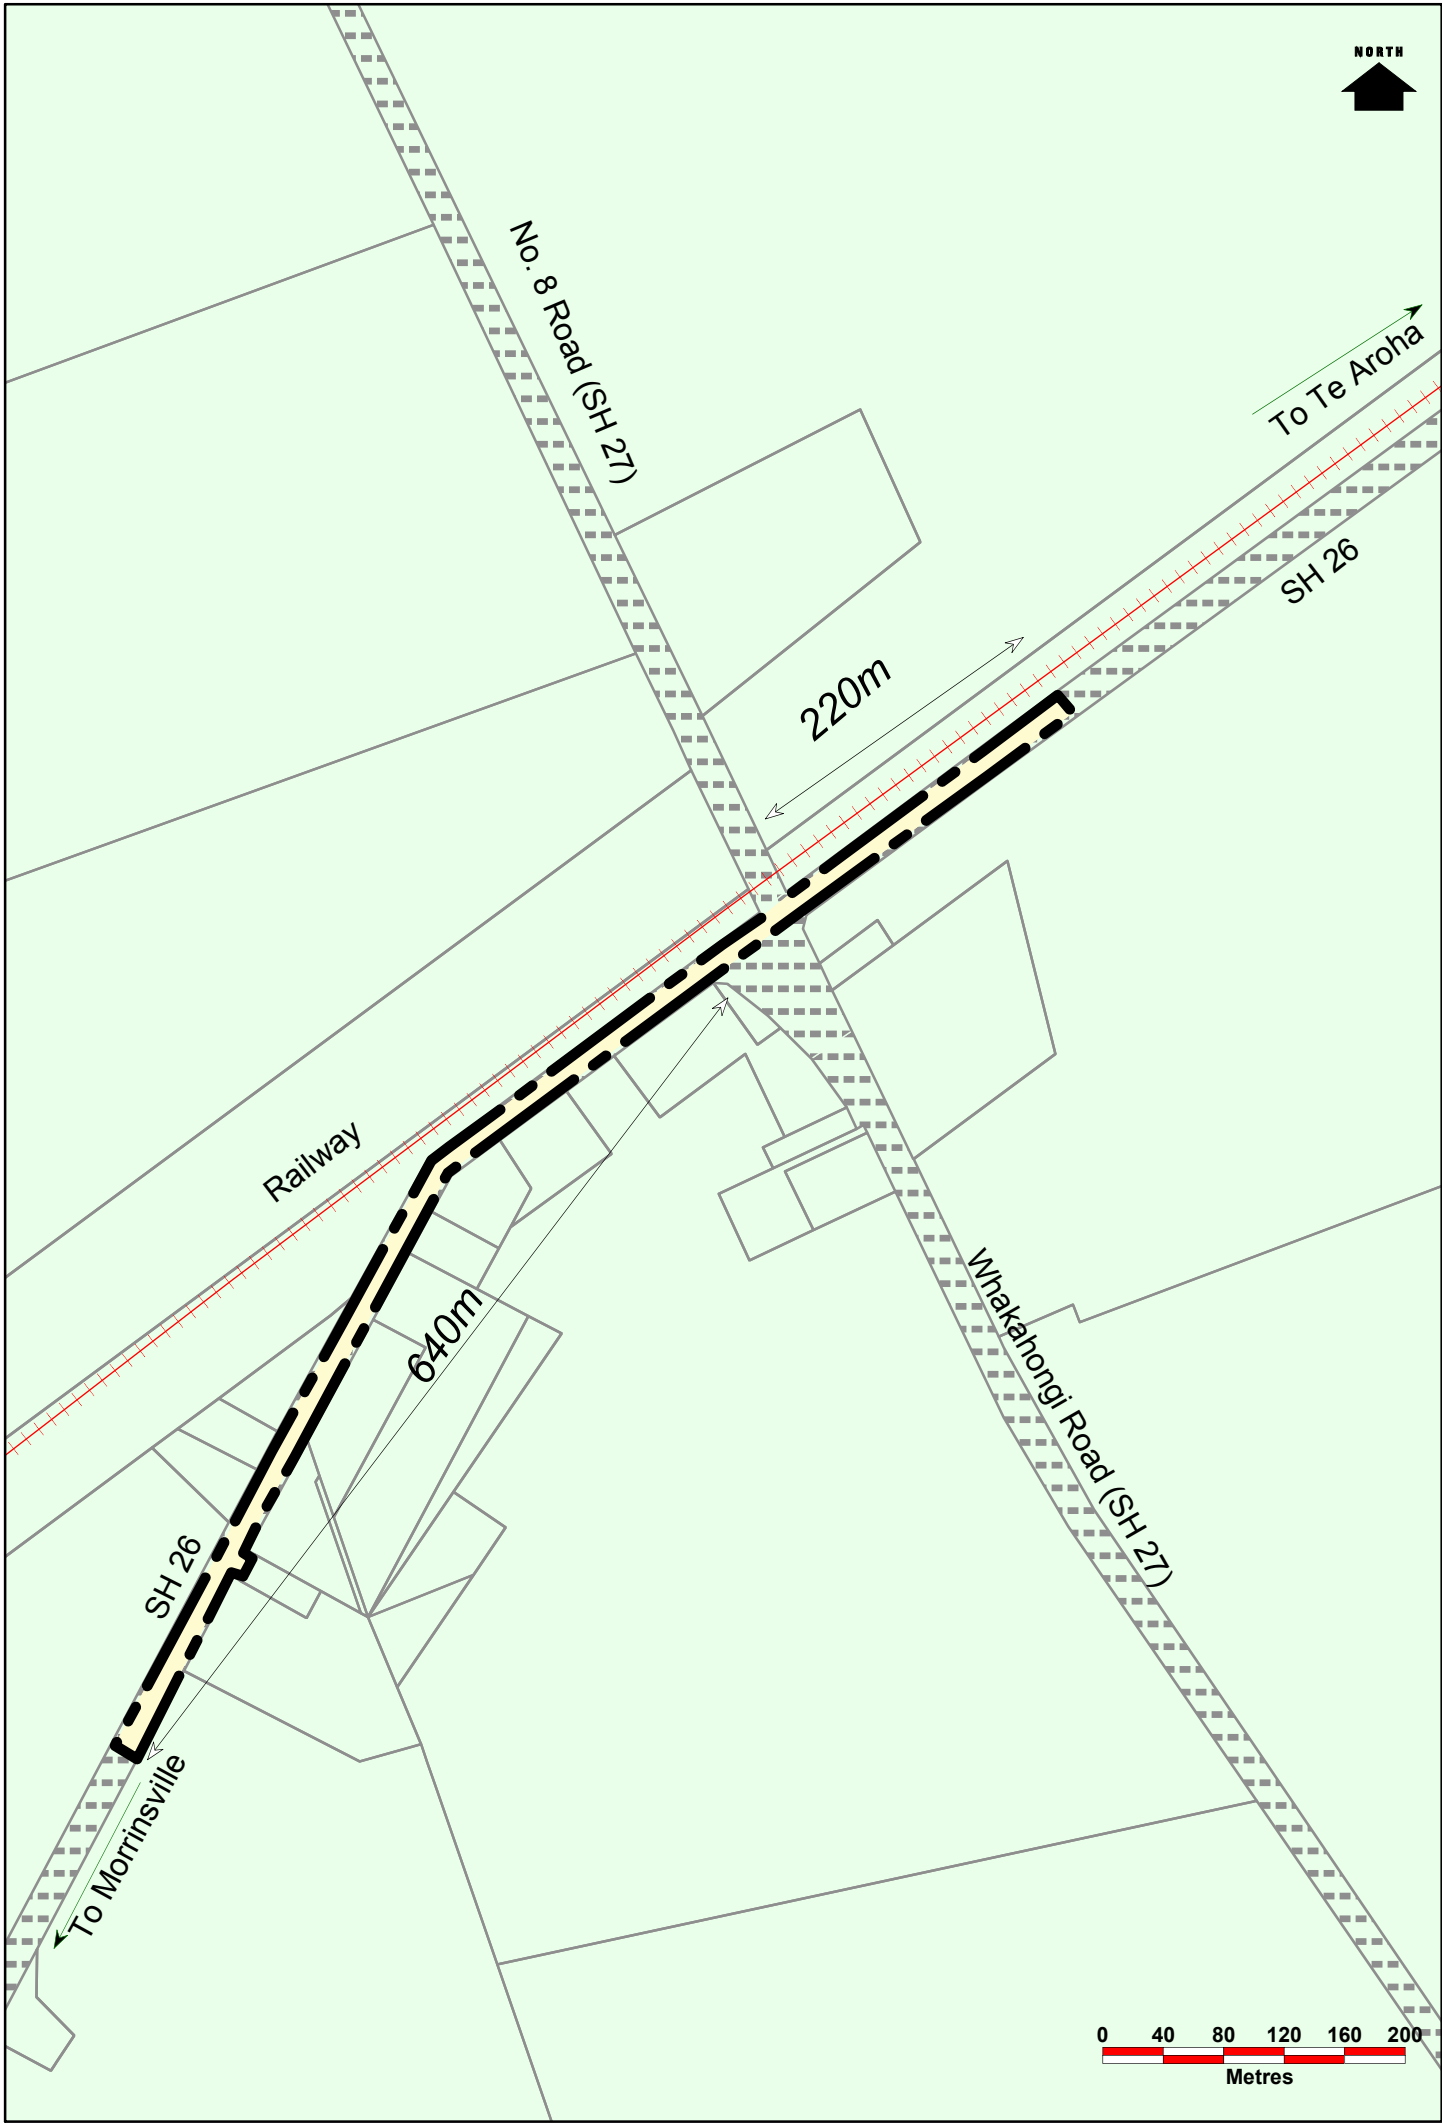 NORTH
No. 8 Road (SH 27)
To Te Aroha
SH 26
220m
Railway
640m
Whakahongi Road (SH 27)
SH 26
To Morrinsville
0 40 80 120 160 200
Metres